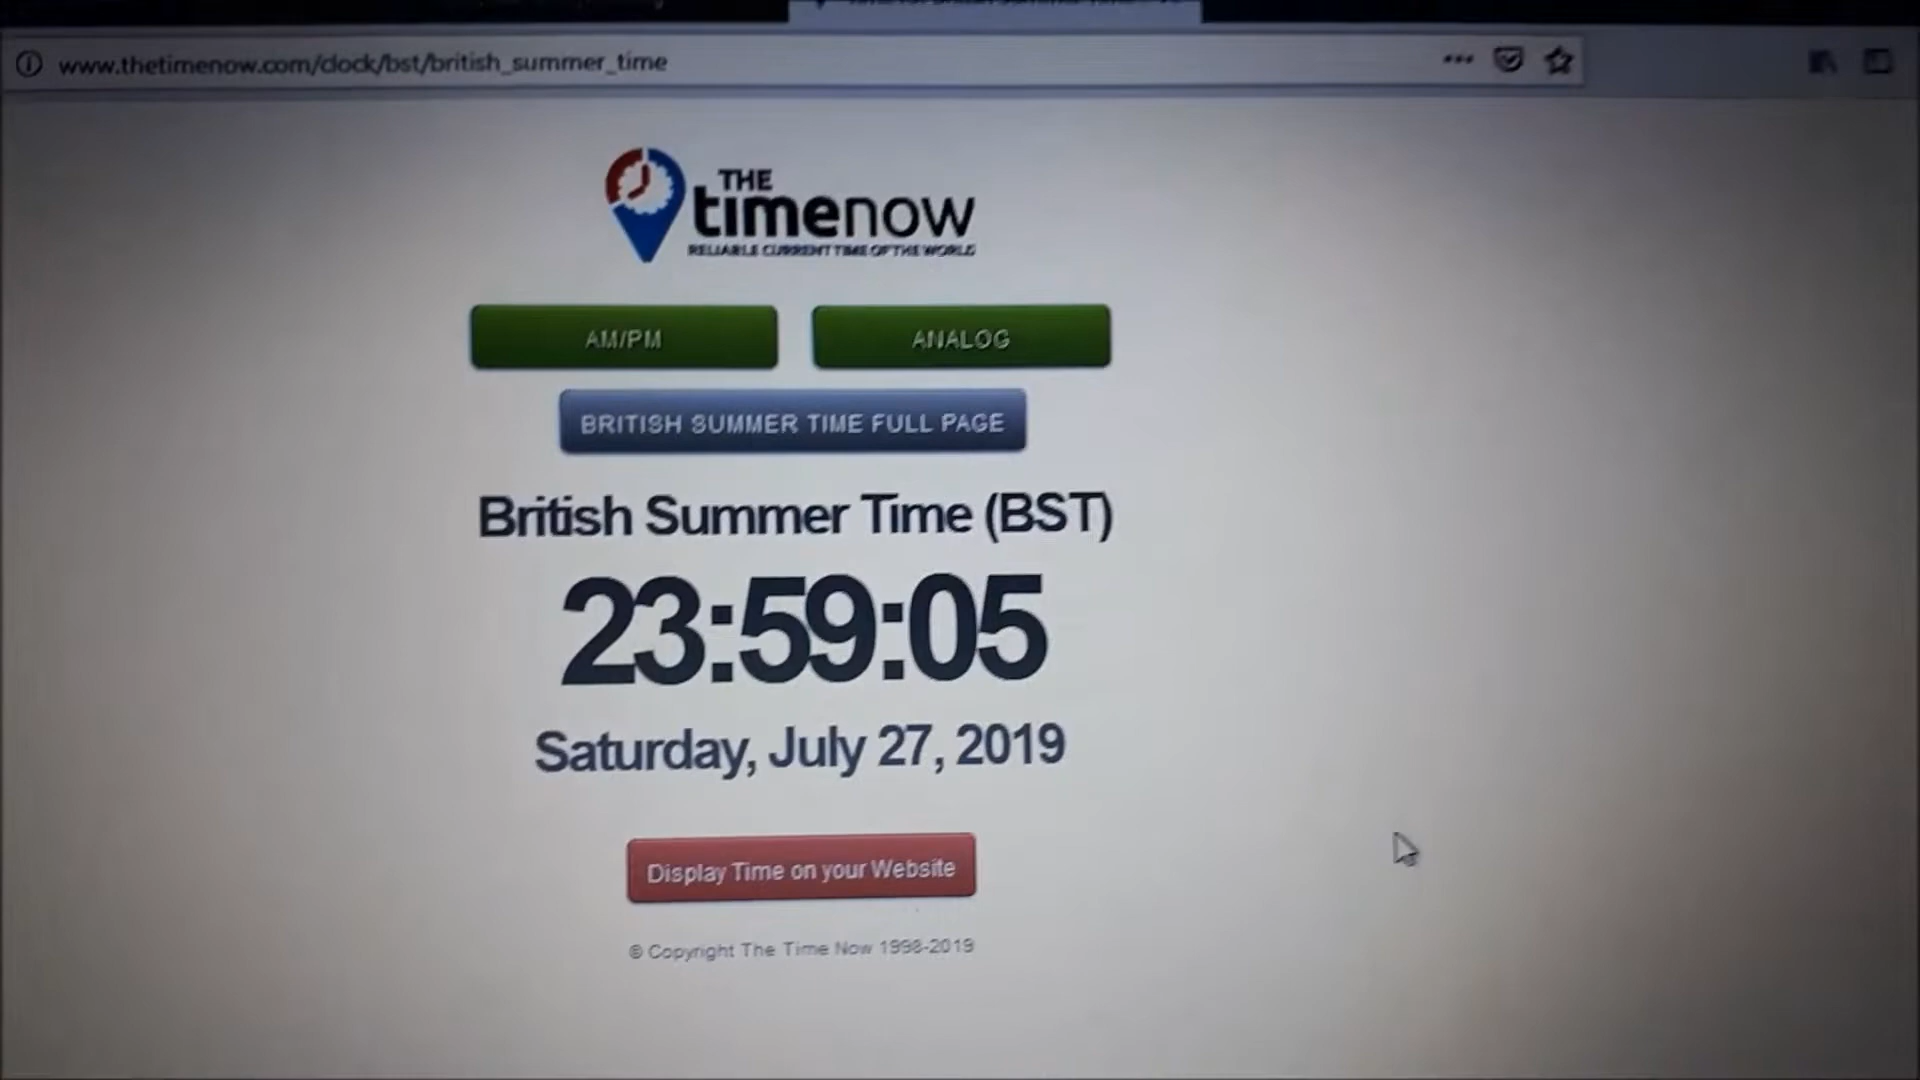 www.thetimenow.com/clock/bst/british_summer_time
THE
timenow
RELIABLE CURRENT TIME OF THE WORLD
AM/PM
ANALOG
BRITISH SUMMER TIME FULL PAGE
British Summer Time (BST)
23:59:05
Saturday, July 27, 2019
Display Time on your Website
© Copyright The Time Now 1998-2019